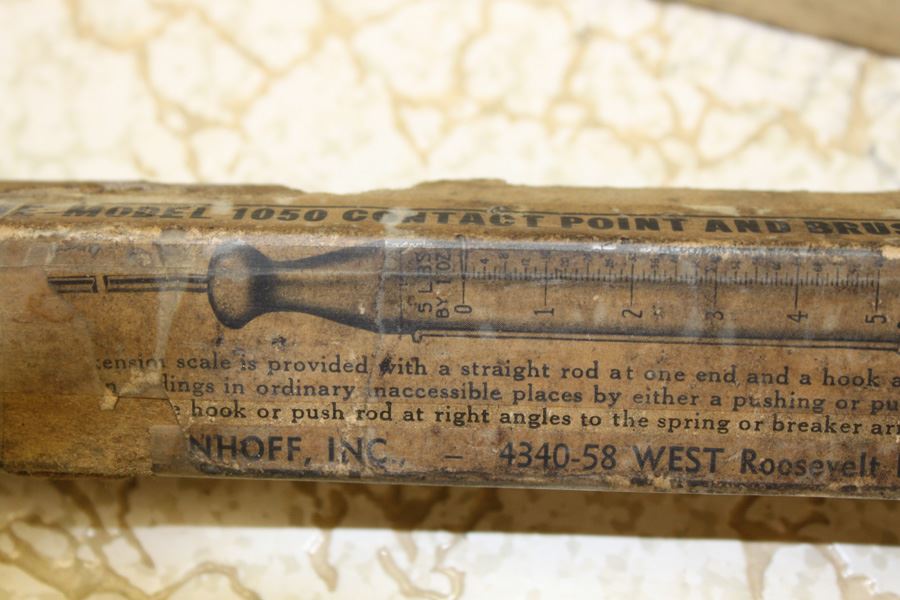 MODEL 1050 CONTACT POINT AND BRUS
5 LBS
BY 1 OZ
0 1 2 3 4 5
ension scale is provided with a straight rod at one end and a hook a
dings in ordinary inaccessible places by either a pushing or pu
hook or push rod at right angles to the spring or breaker ar
NHOFF, INC., — 4340-58 WEST Roosevelt